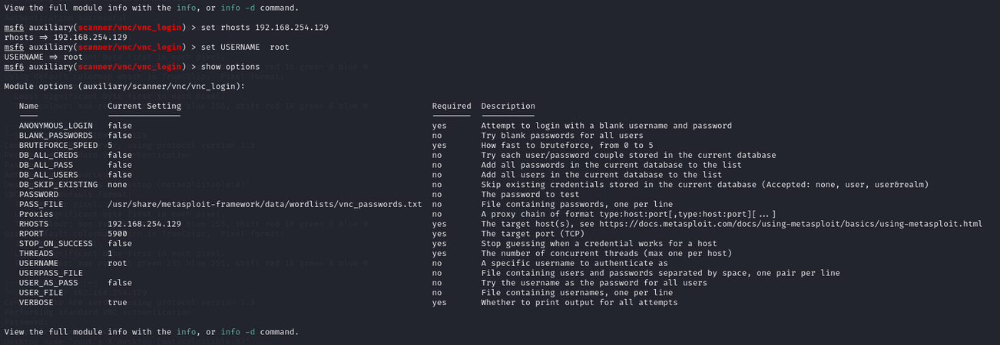 View the full module info with the info, or info -d command.
msf6 auxiliary(scanner/vnc/vnc_login) > set rhosts 192.168.254.129
rhosts => 192.168.254.129
msf6 auxiliary(scanner/vnc/vnc_login) > set USERNAME  root
USERNAME => root
msf6 auxiliary(scanner/vnc/vnc_login) > show options
Module options (auxiliary/scanner/vnc/vnc_login):
Name Current Setting Required Description
ANONYMOUS_LOGIN false yes Attempt to login with a blank username and password
BLANK_PASSWORDS false no Try blank passwords for all users
BRUTEFORCE_SPEED 5 yes How fast to bruteforce, from 0 to 5
DB_ALL_CREDS false no Try each user/password couple stored in the current database
DB_ALL_PASS false no Add all passwords in the current database to the list
DB_ALL_USERS false no Add all users in the current database to the list
DB_SKIP_EXISTING none no Skip existing credentials stored in the current database (Accepted: none, user, user&realm)
PASSWORD no The password to test
PASS_FILE /usr/share/metasploit-framework/data/wordlists/vnc_passwords.txt no File containing passwords, one per line
Proxies no A proxy chain of format type:host:port[,type:host:port][...]
RHOSTS 192.168.254.129 yes The target host(s), see https://docs.metasploit.com/docs/using-metasploit/basics/using-metasploit.html
RPORT 5900 yes The target port (TCP)
STOP_ON_SUCCESS false yes Stop guessing when a credential works for a host
THREADS 1 yes The number of concurrent threads (max one per host)
USERNAME root no A specific username to authenticate as
USERPASS_FILE no File containing users and passwords separated by space, one pair per line
USER_AS_PASS false no Try the username as the password for all users
USER_FILE no File containing usernames, one per line
VERBOSE true yes Whether to print output for all attempts
View the full module info with the info, or info -d command.